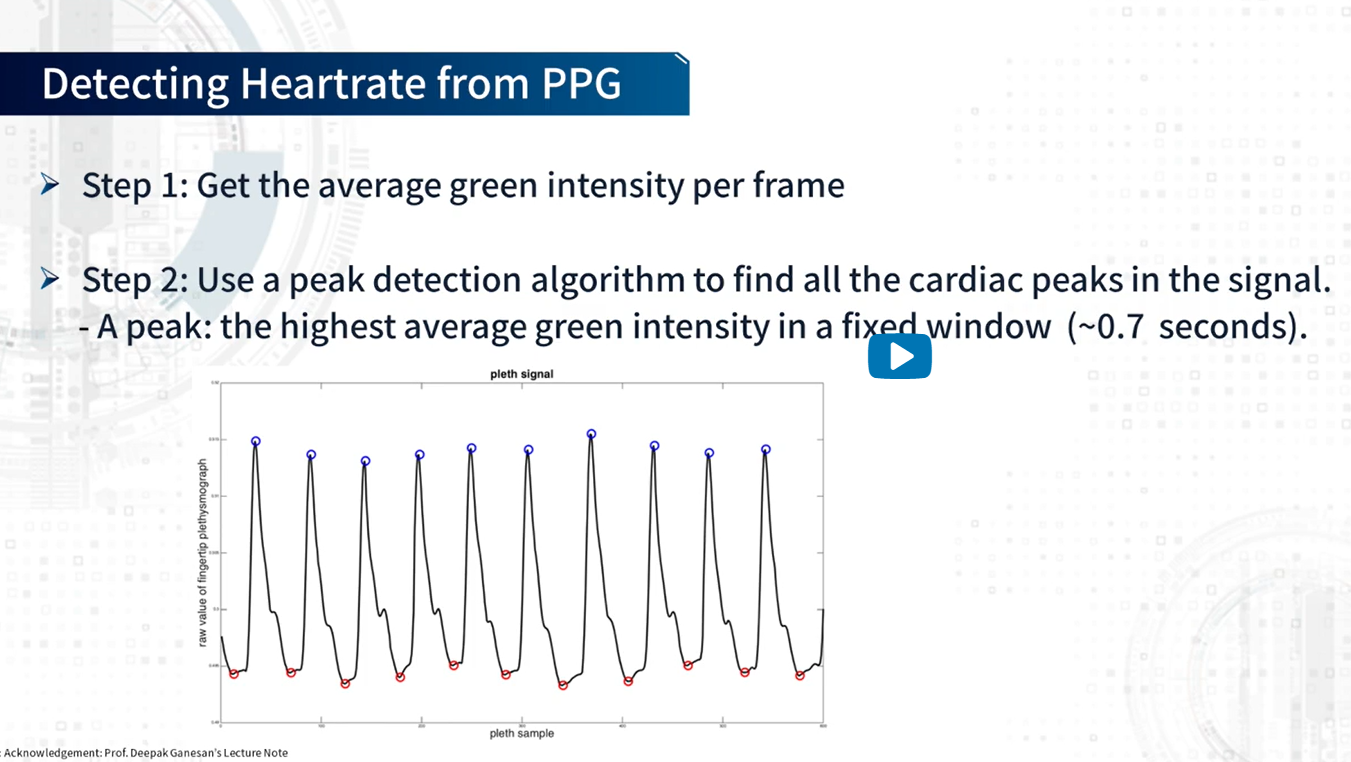 Detecting Heartrate from PPG
➢ Step 1: Get the average green intensity per frame
➢ Step 2: Use a peak detection algorithm to find all the cardiac peaks in the signal.
- A peak: the highest average green intensity in a fixed window (~0.7 seconds).
pleth signal
raw value of fingertip plethysmograph
pleth sample
: Acknowledgement: Prof. Deepak Ganesan's Lecture Note